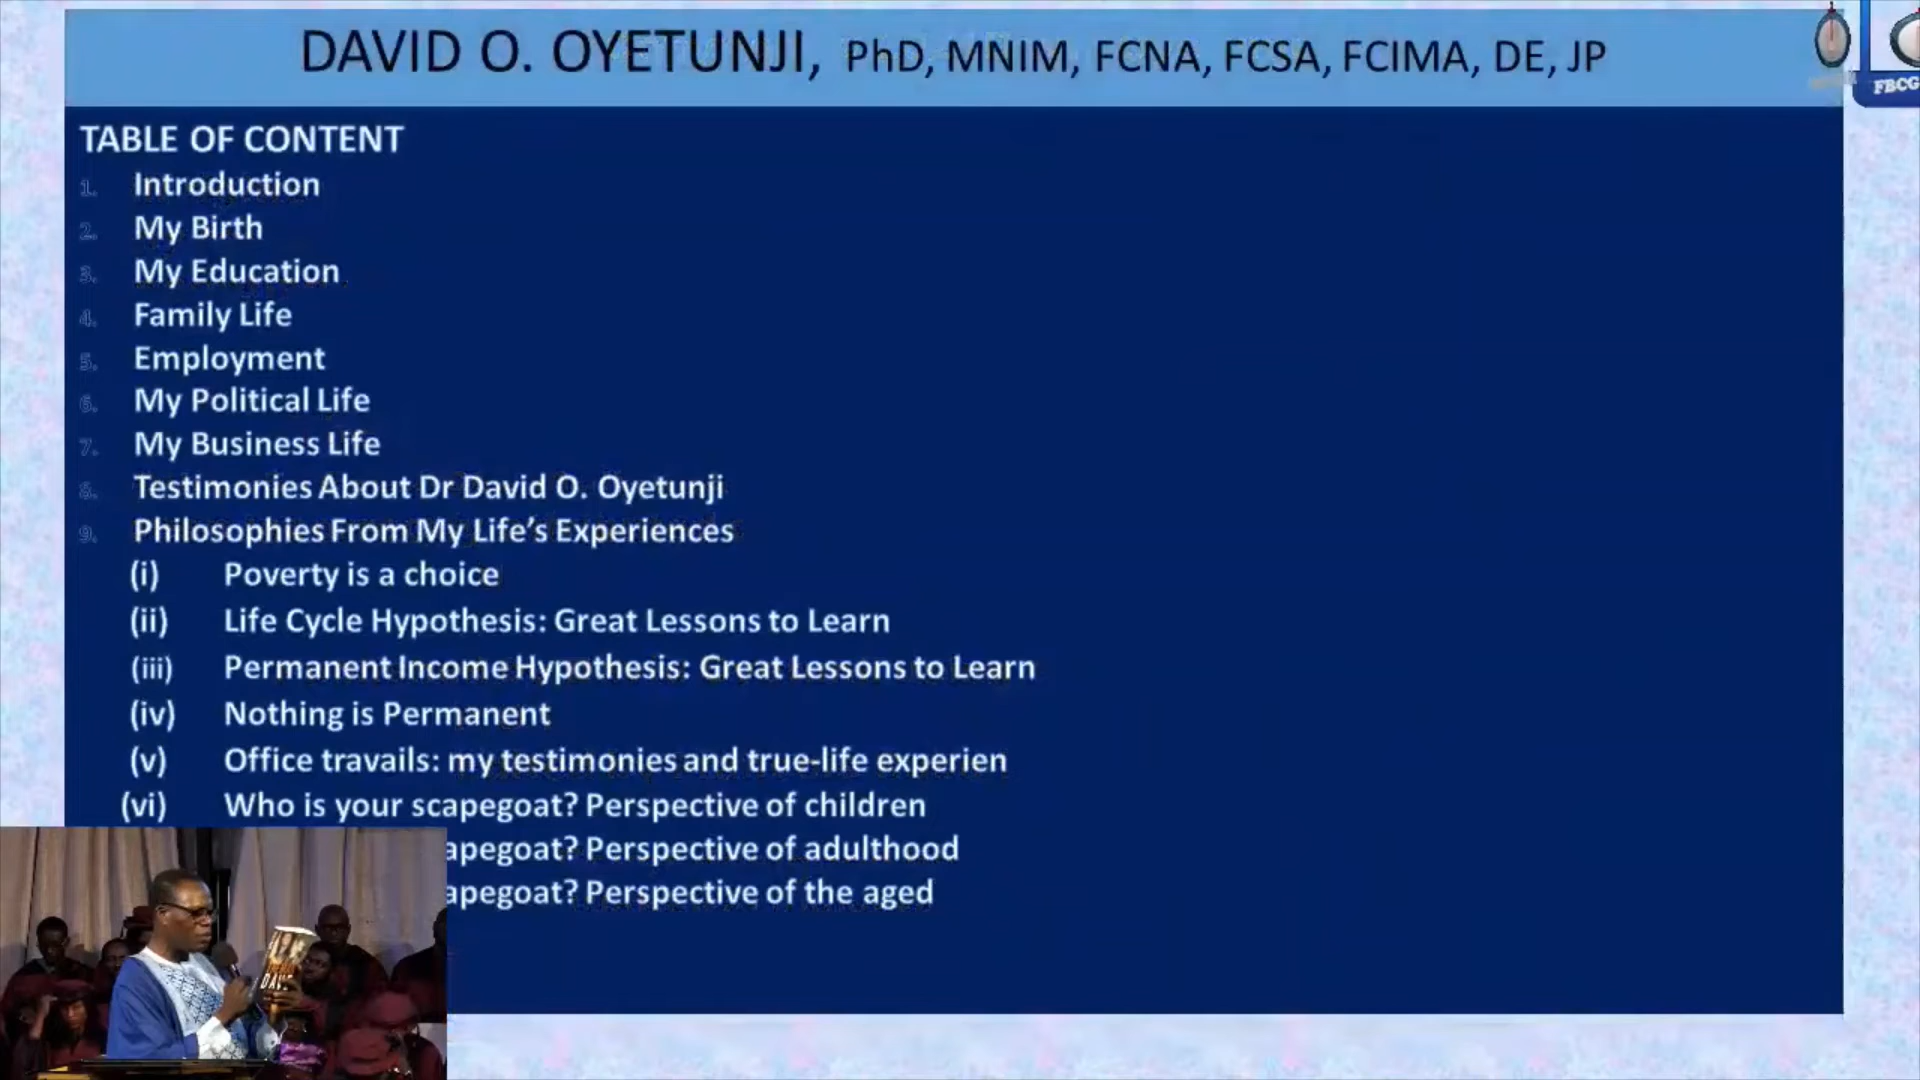 DAVID O. OYETUNJI, PhD, MNIM, FCNA, FCSA, FCIMA, DE, JP
FBCG
TABLE OF CONTENT
1. Introduction
2. My Birth
3. My Education
4. Family Life
5. Employment
6. My Political Life
7. My Business Life
8. Testimonies About Dr David O. Oyetunji
9. Philosophies From My Life's Experiences
(i) Poverty is a choice
(ii) Life Cycle Hypothesis: Great Lessons to Learn
(iii) Permanent Income Hypothesis: Great Lessons to Learn
(iv) Nothing is Permanent
(v) Office travails: my testimonies and true-life experien
(vi) Who is your scapegoat? Perspective of children
apegoat? Perspective of adulthood
apegoat? Perspective of the aged